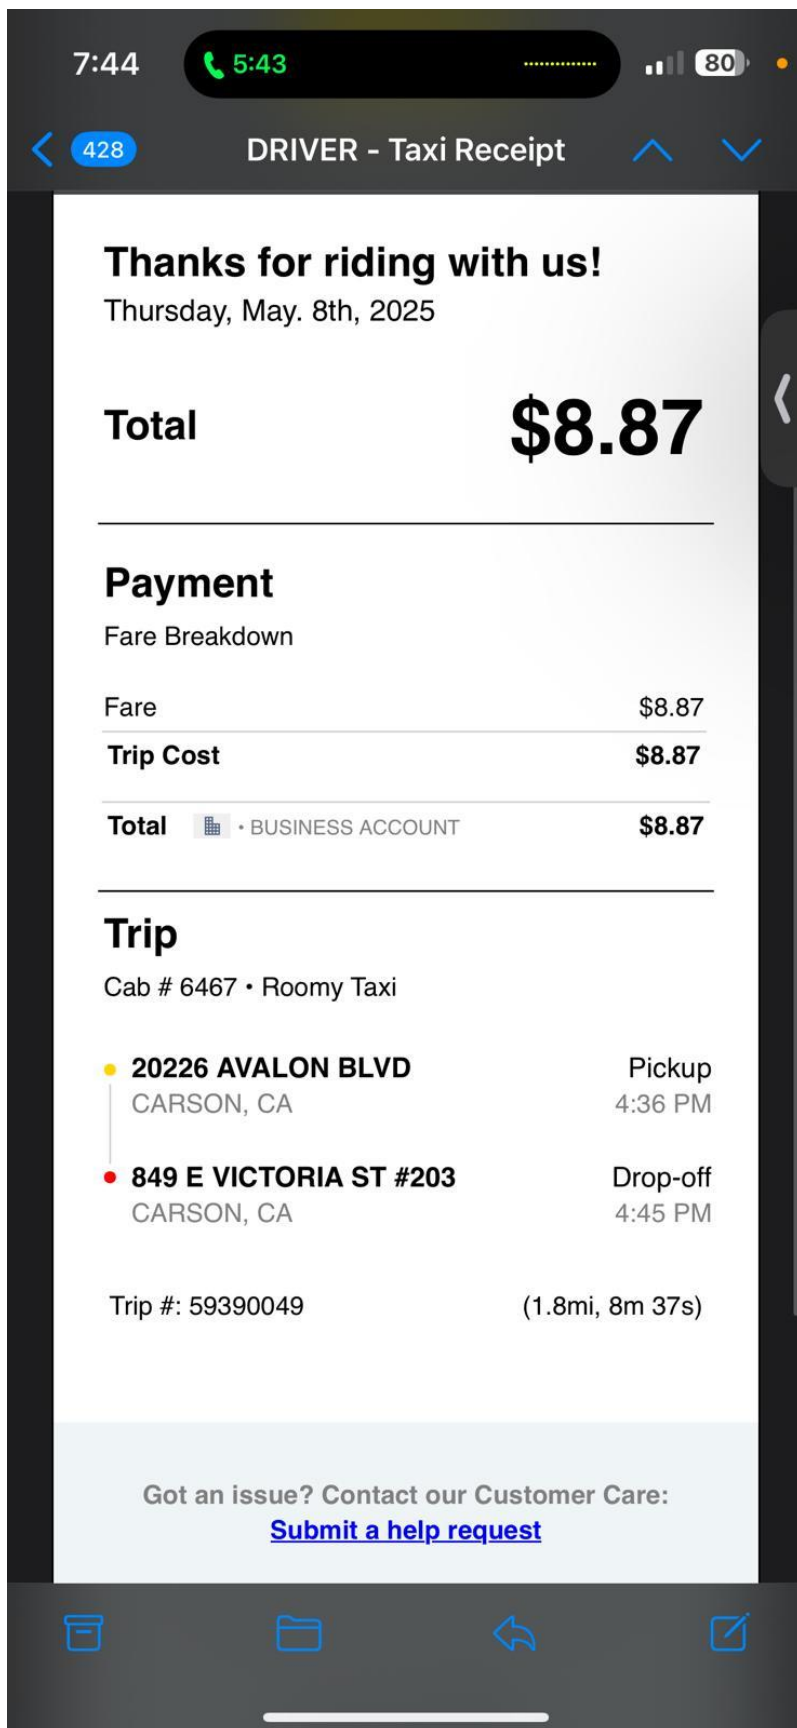 7:44 5:43 80
428 DRIVER - Taxi Receipt
Thanks for riding with us!
Thursday, May. 8th, 2025
Total $8.87
Payment
Fare Breakdown
Fare $8.87
Trip Cost $8.87
Total • BUSINESS ACCOUNT $8.87
Trip
Cab # 6467 • Roomy Taxi
20226 AVALON BLVD Pickup
CARSON, CA 4:36 PM
849 E VICTORIA ST #203 Drop-off
CARSON, CA 4:45 PM
Trip #: 59390049 (1.8mi, 8m 37s)
Got an issue? Contact our Customer Care:
Submit a help request